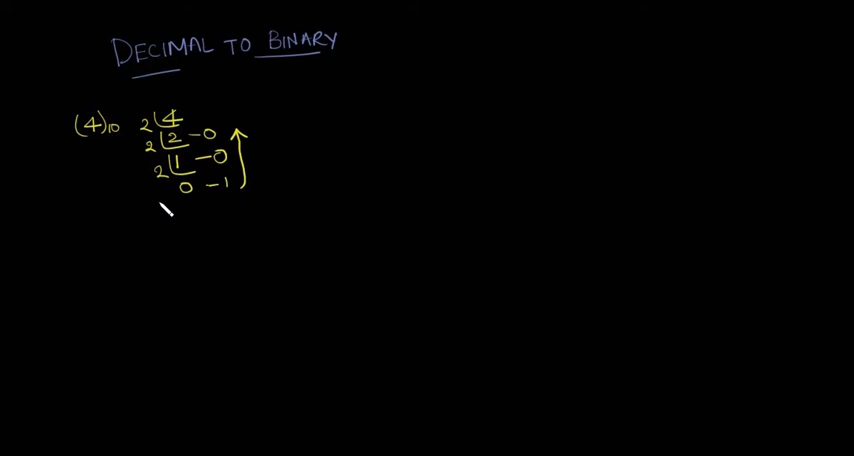 DECIMAL TO BINARY
(4)10 2 4
2 2 – 0
2 1 – 0
0 – 1